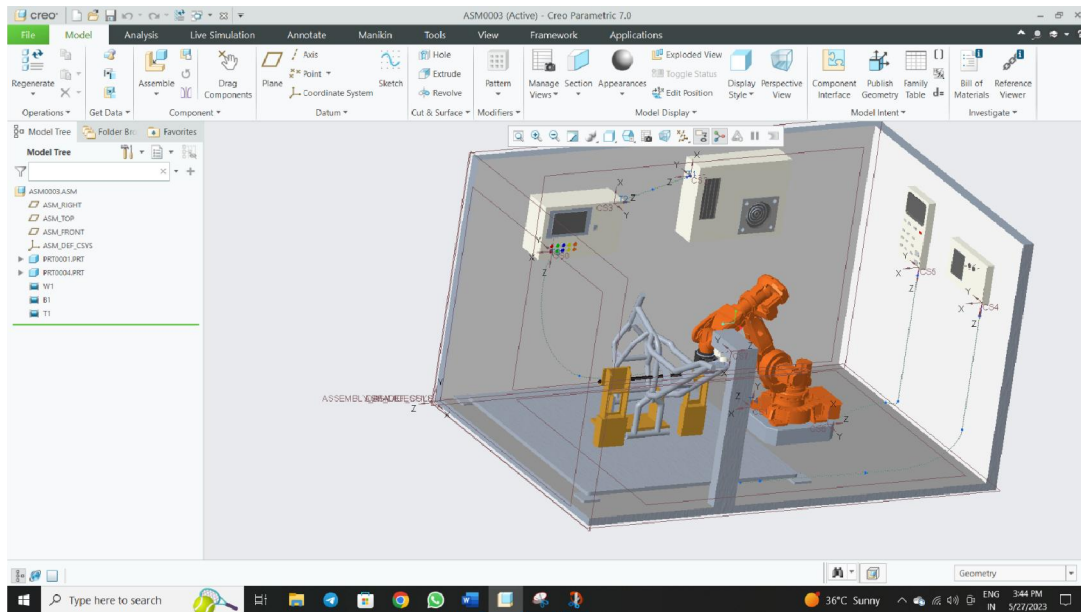 creo
ASM0003 (Active) - Creo Parametric 7.0
File Model Analysis Live Simulation Annotate Manikin Tools View Framework Applications
Regenerate
Operations
Get Data
Assemble
Drag Components
Component
Plane
Axis
Point
Coordinate System
Sketch
Datum
Hole
Extrude
Revolve
Cut & Surface
Pattern
Modifiers
Manage Views
Section
Appearances
Exploded View
Toggle Status
Edit Position
Display Style
Perspective View
Model Display
Component Interface
Publish Geometry
Family Table
d=
Model Intent
Bill of Materials
Reference Viewer
Investigate
Model Tree
Folder Br
Favorites
Model Tree
ASM0003.ASM
ASM_RIGHT
ASM_TOP
ASM_FRONT
ASM_DEF_CSYS
PRT0001.PRT
PRT0004.PRT
W1
B1
T1
X
Y
Z
CS5
CS4
Geometry
Type here to search
36°C Sunny
ENG
IN
3:44 PM
5/27/2023